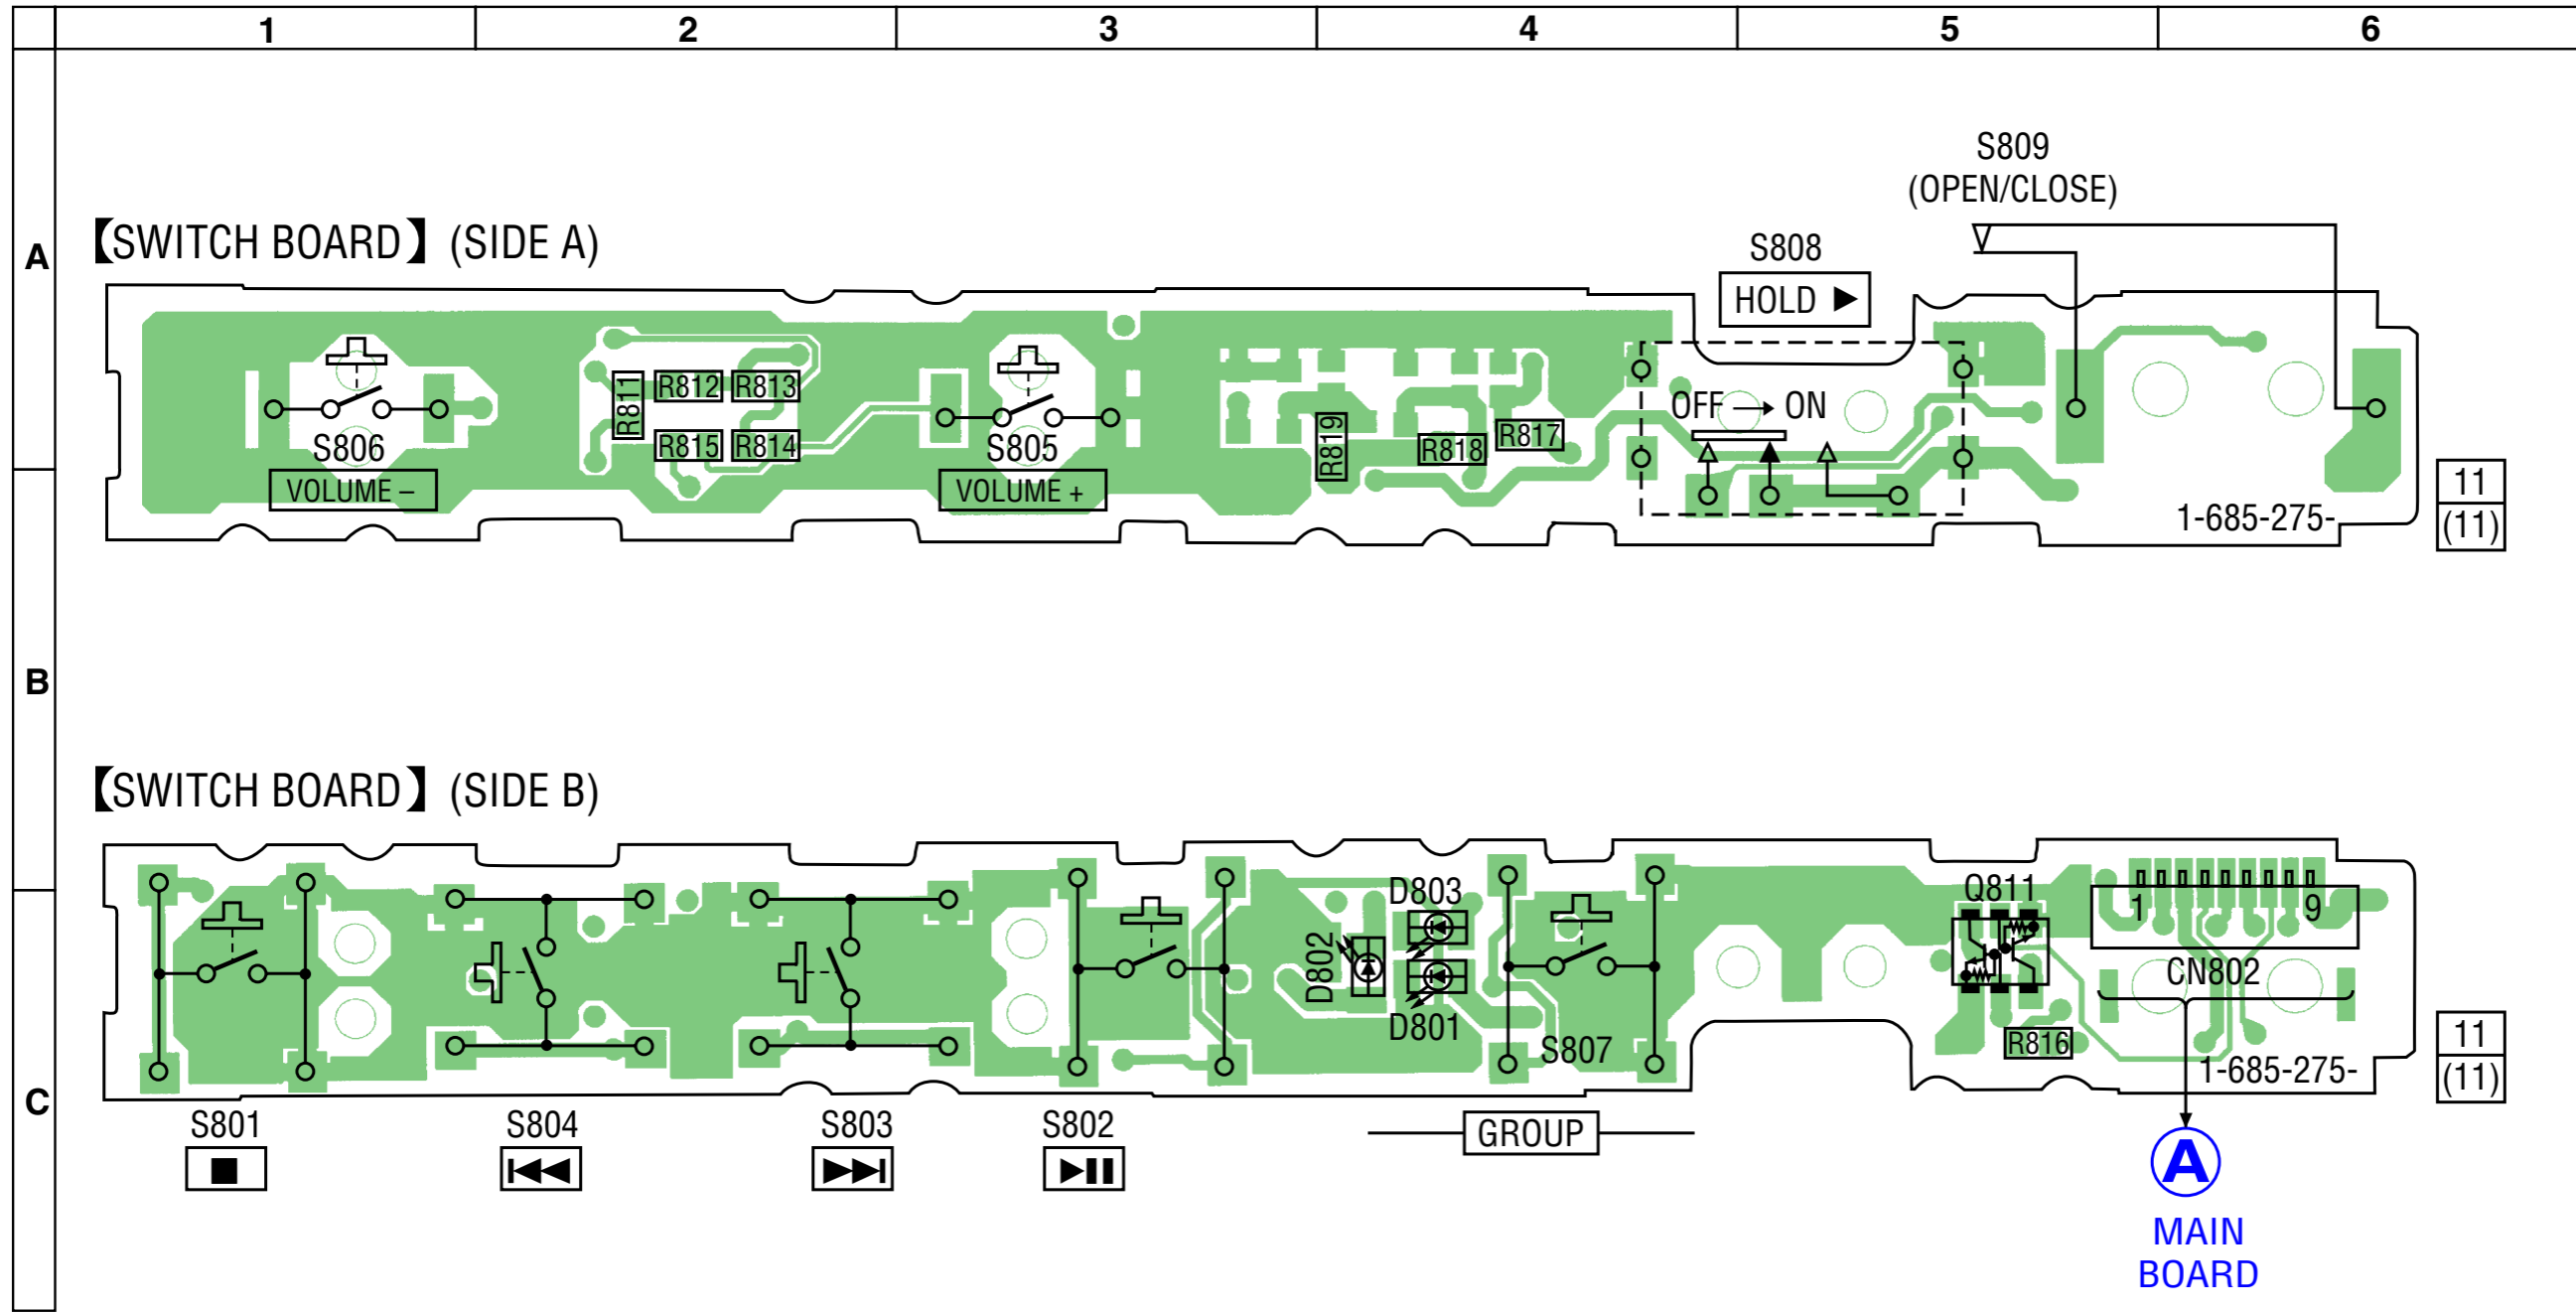 1 2 3 4 5 6
A
B
C
S809
(OPEN/CLOSE)
【SWITCH BOARD】 (SIDE A)
S808
HOLD ▶
R811
R812 R813
R815 R814
OFF → ON
S806
VOLUME –
S805
VOLUME +
R819
R818
R817
1-685-275-
11
(11)
【SWITCH BOARD】 (SIDE B)
D803
D802
D801
S807
Q811
1 9
CN802
R816
1-685-275-
11
(11)
S801
■
S804
S803
S802
GROUP
A
MAIN
BOARD